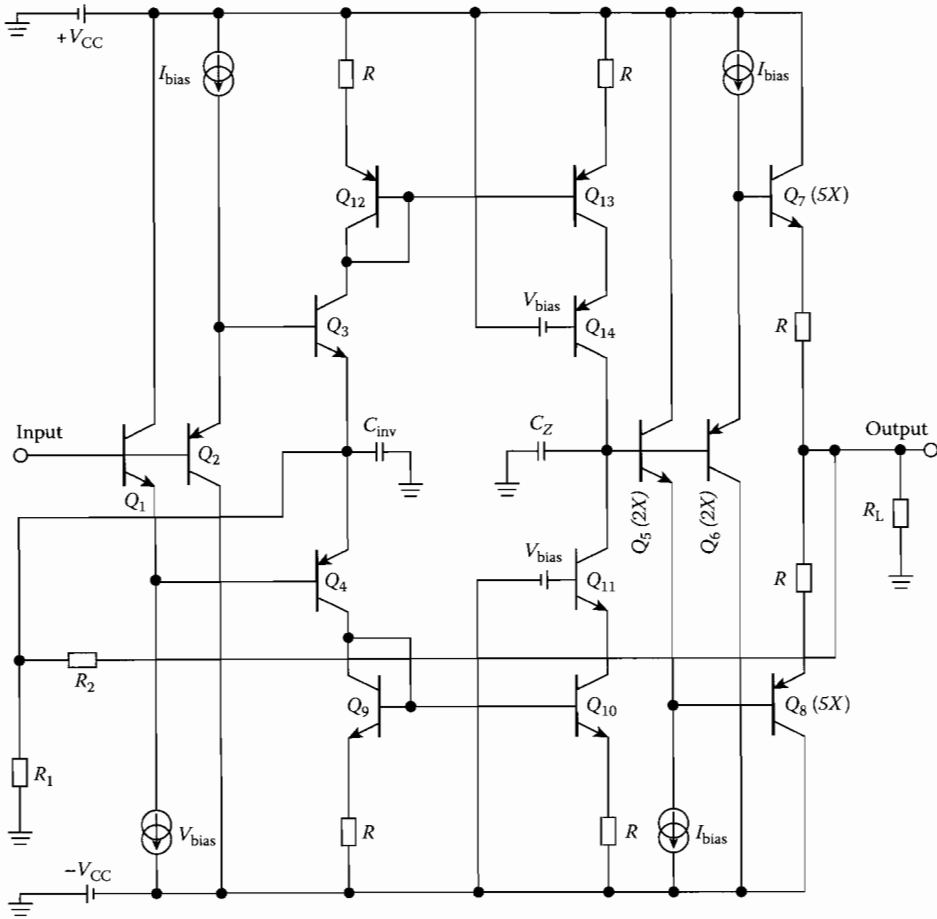 +V_CC
I_bias
R
R
I_bias
Q_12
Q_13
Q_7 (5X)
Q_3
V_bias
Q_14
R
Input
Q_2
C_inv
C_Z
Output
Q_1
Q_5 (2X)
Q_6 (2X)
R_L
Q_4
V_bias
Q_11
R
R_2
Q_9
Q_10
Q_8 (5X)
R_1
V_bias
R
R
I_bias
−V_CC